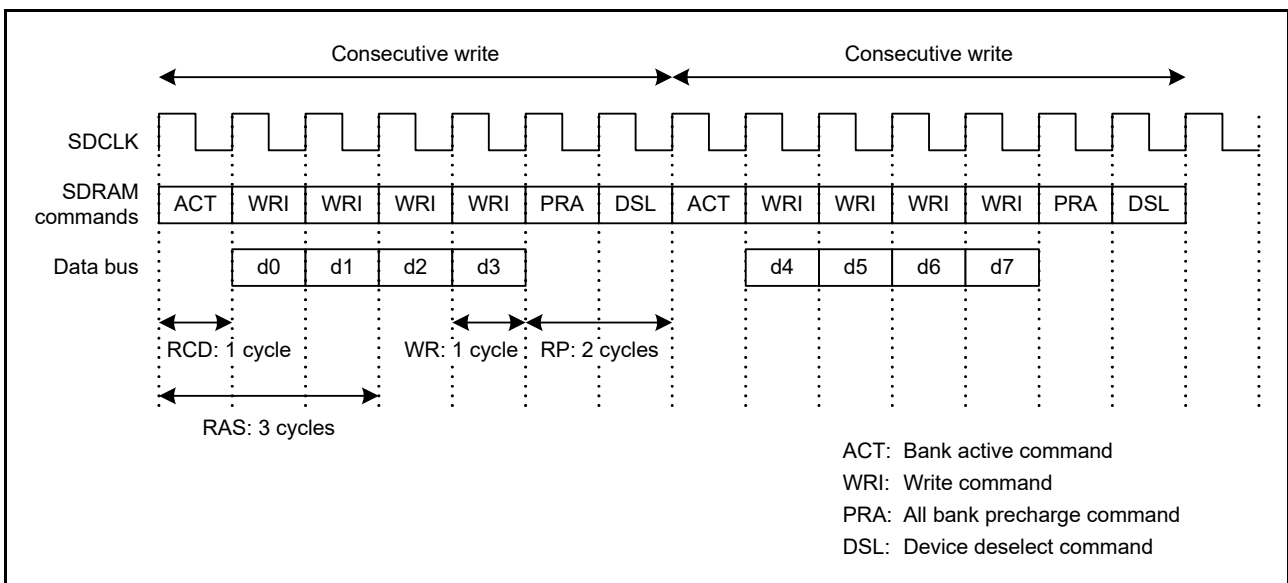 Consecutive write Consecutive write
SDCLK
SDRAM
commands
ACT WRI WRI WRI WRI PRA DSL ACT WRI WRI WRI WRI PRA DSL
Data bus d0 d1 d2 d3 d4 d5 d6 d7
RCD: 1 cycle WR: 1 cycle RP: 2 cycles
RAS: 3 cycles
ACT: Bank active command
WRI: Write command
PRA: All bank precharge command
DSL: Device deselect command